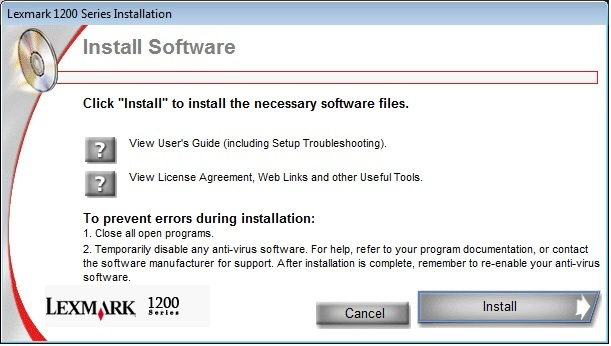 Lexmark 1200 Series Installation
Install Software
Click "Install" to install the necessary software files.
? View User's Guide (including Setup Troubleshooting).
? View License Agreement, Web Links and other Useful Tools.
To prevent errors during installation:
1. Close all open programs.
2. Temporarily disable any anti-virus software. For help, refer to your program documentation, or contact
the software manufacturer for support. After installation is complete, remember to re-enable your anti-virus
software.
LEXMARK 1200
Series
Cancel
Install